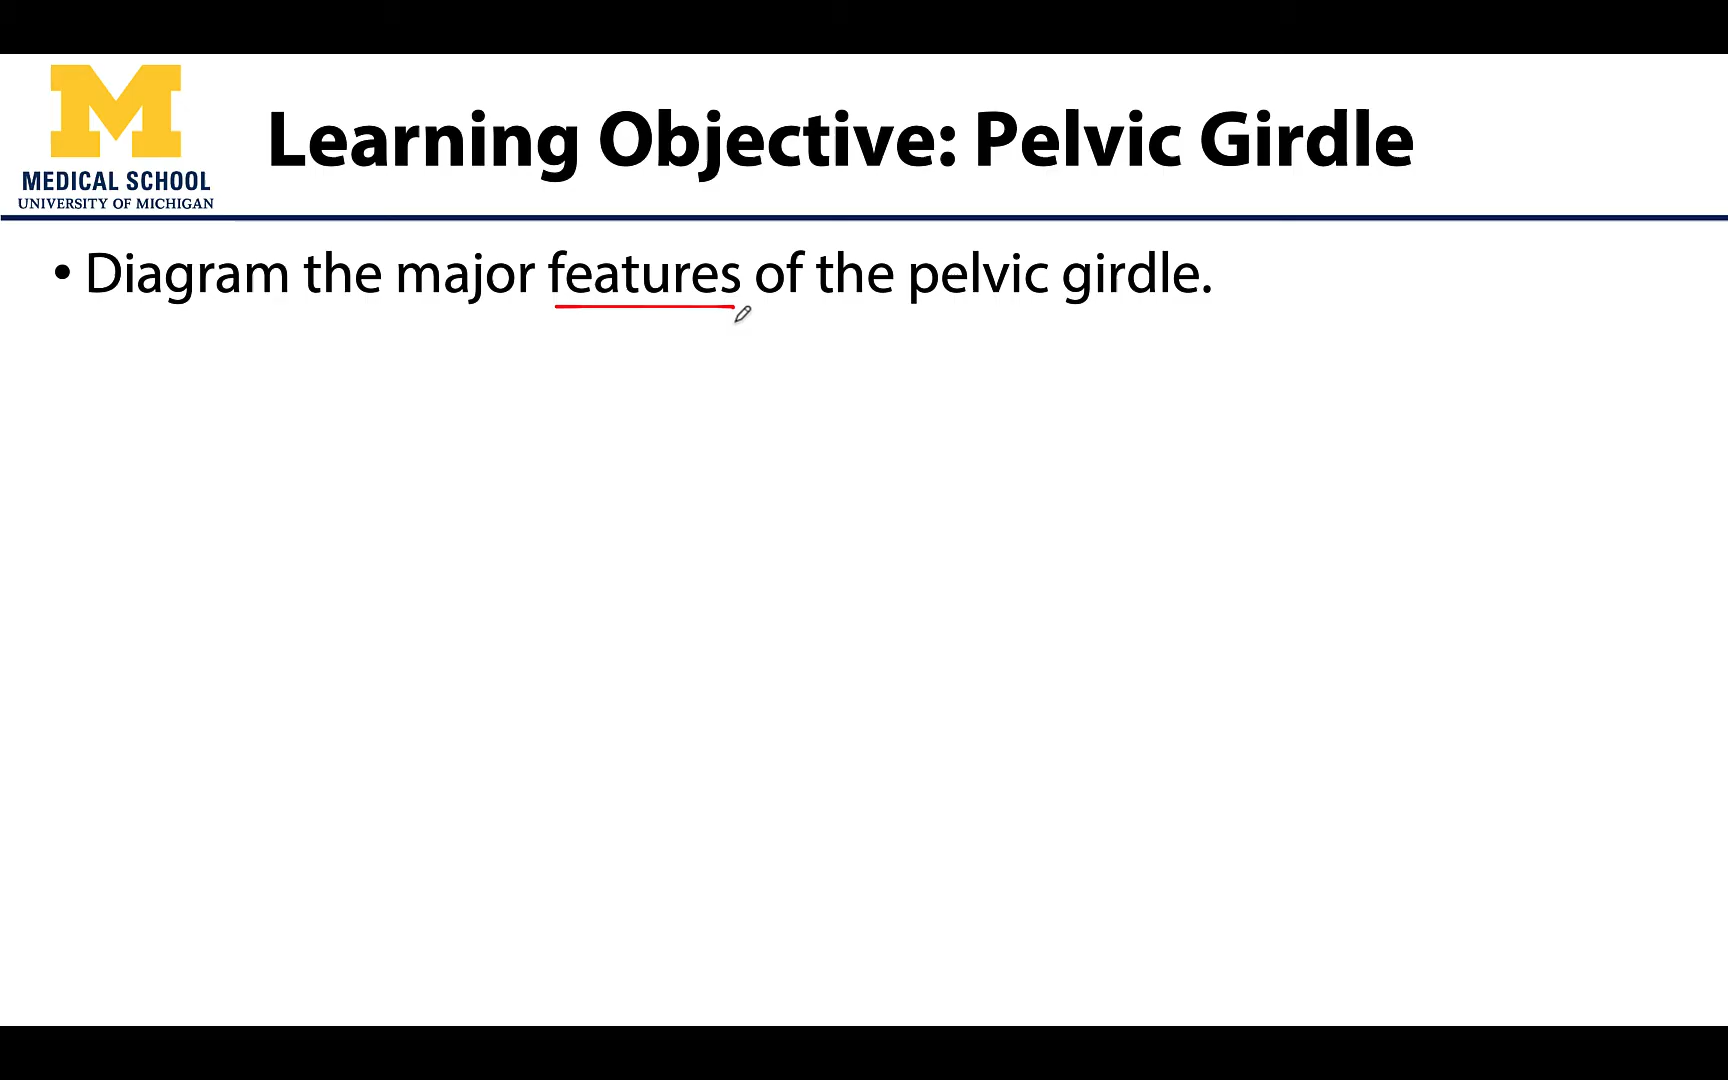 M
MEDICAL SCHOOL
UNIVERSITY OF MICHIGAN
Learning Objective: Pelvic Girdle
• Diagram the major features of the pelvic girdle.